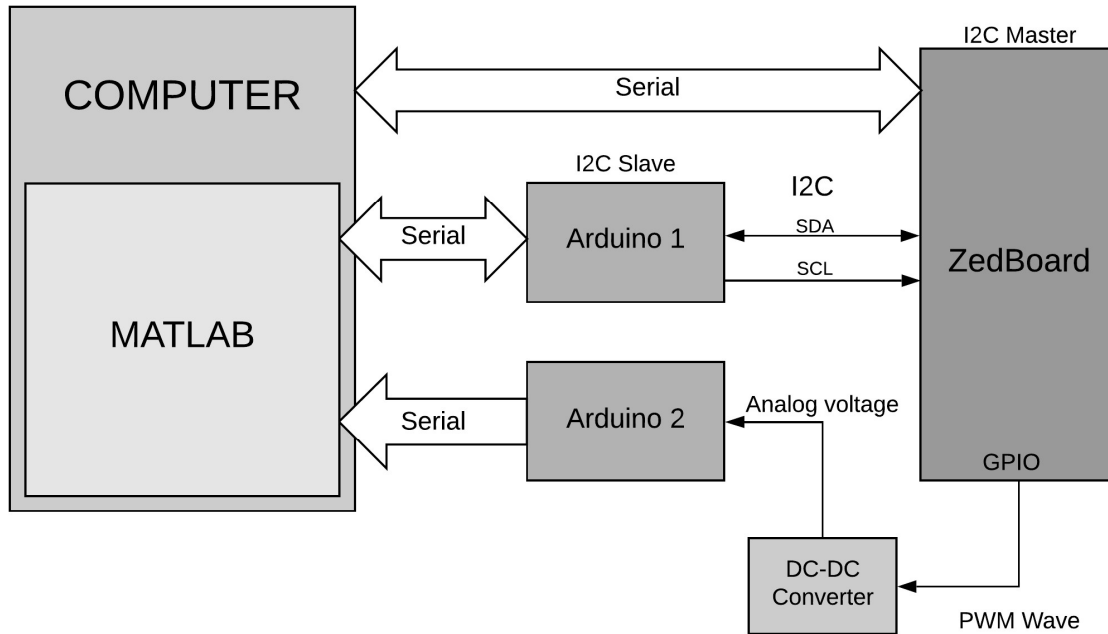 I2C Master
COMPUTER
Serial
I2C Slave
I2C
Serial
Arduino 1
SDA
SCL
ZedBoard
MATLAB
Serial
Arduino 2
Analog voltage
GPIO
DC-DC
Converter
PWM Wave